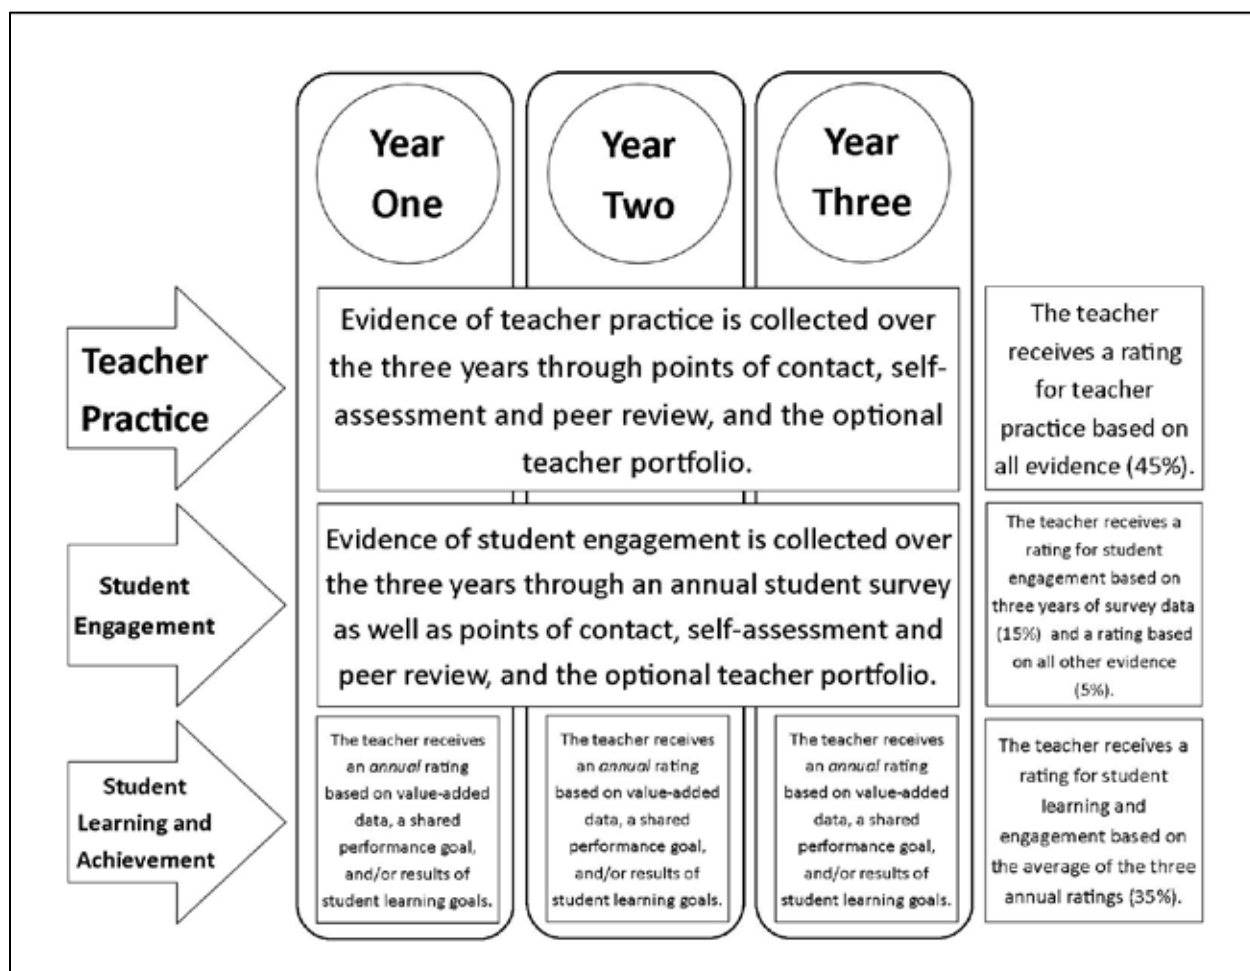 Year
One
Year
Two
Year
Three
Teacher
Practice
Evidence of teacher practice is collected over
the three years through points of contact, self-
assessment and peer review, and the optional
teacher portfolio.
The teacher
receives a rating
for teacher
practice based on
all evidence (45%).
Student
Engagement
Evidence of student engagement is collected over
the three years through an annual student survey
as well as points of contact, self-assessment and
peer review, and the optional teacher portfolio.
The teacher receives a
rating for student
engagement based on
three years of survey data
(15%) and a rating based
on all other evidence
(5%).
Student
Learning and
Achievement
The teacher receives
an annual rating
based on value-added
data, a shared
performance goal,
and/or results of
student learning goals.
The teacher receives
an annual rating
based on value-added
data, a shared
performance goal,
and/or results of
student learning goals.
The teacher receives
an annual rating
based on value-added
data, a shared
performance goal,
and/or results of
student learning goals.
The teacher receives a
rating for student
learning and
engagement based on
the average of the three
annual ratings (35%).